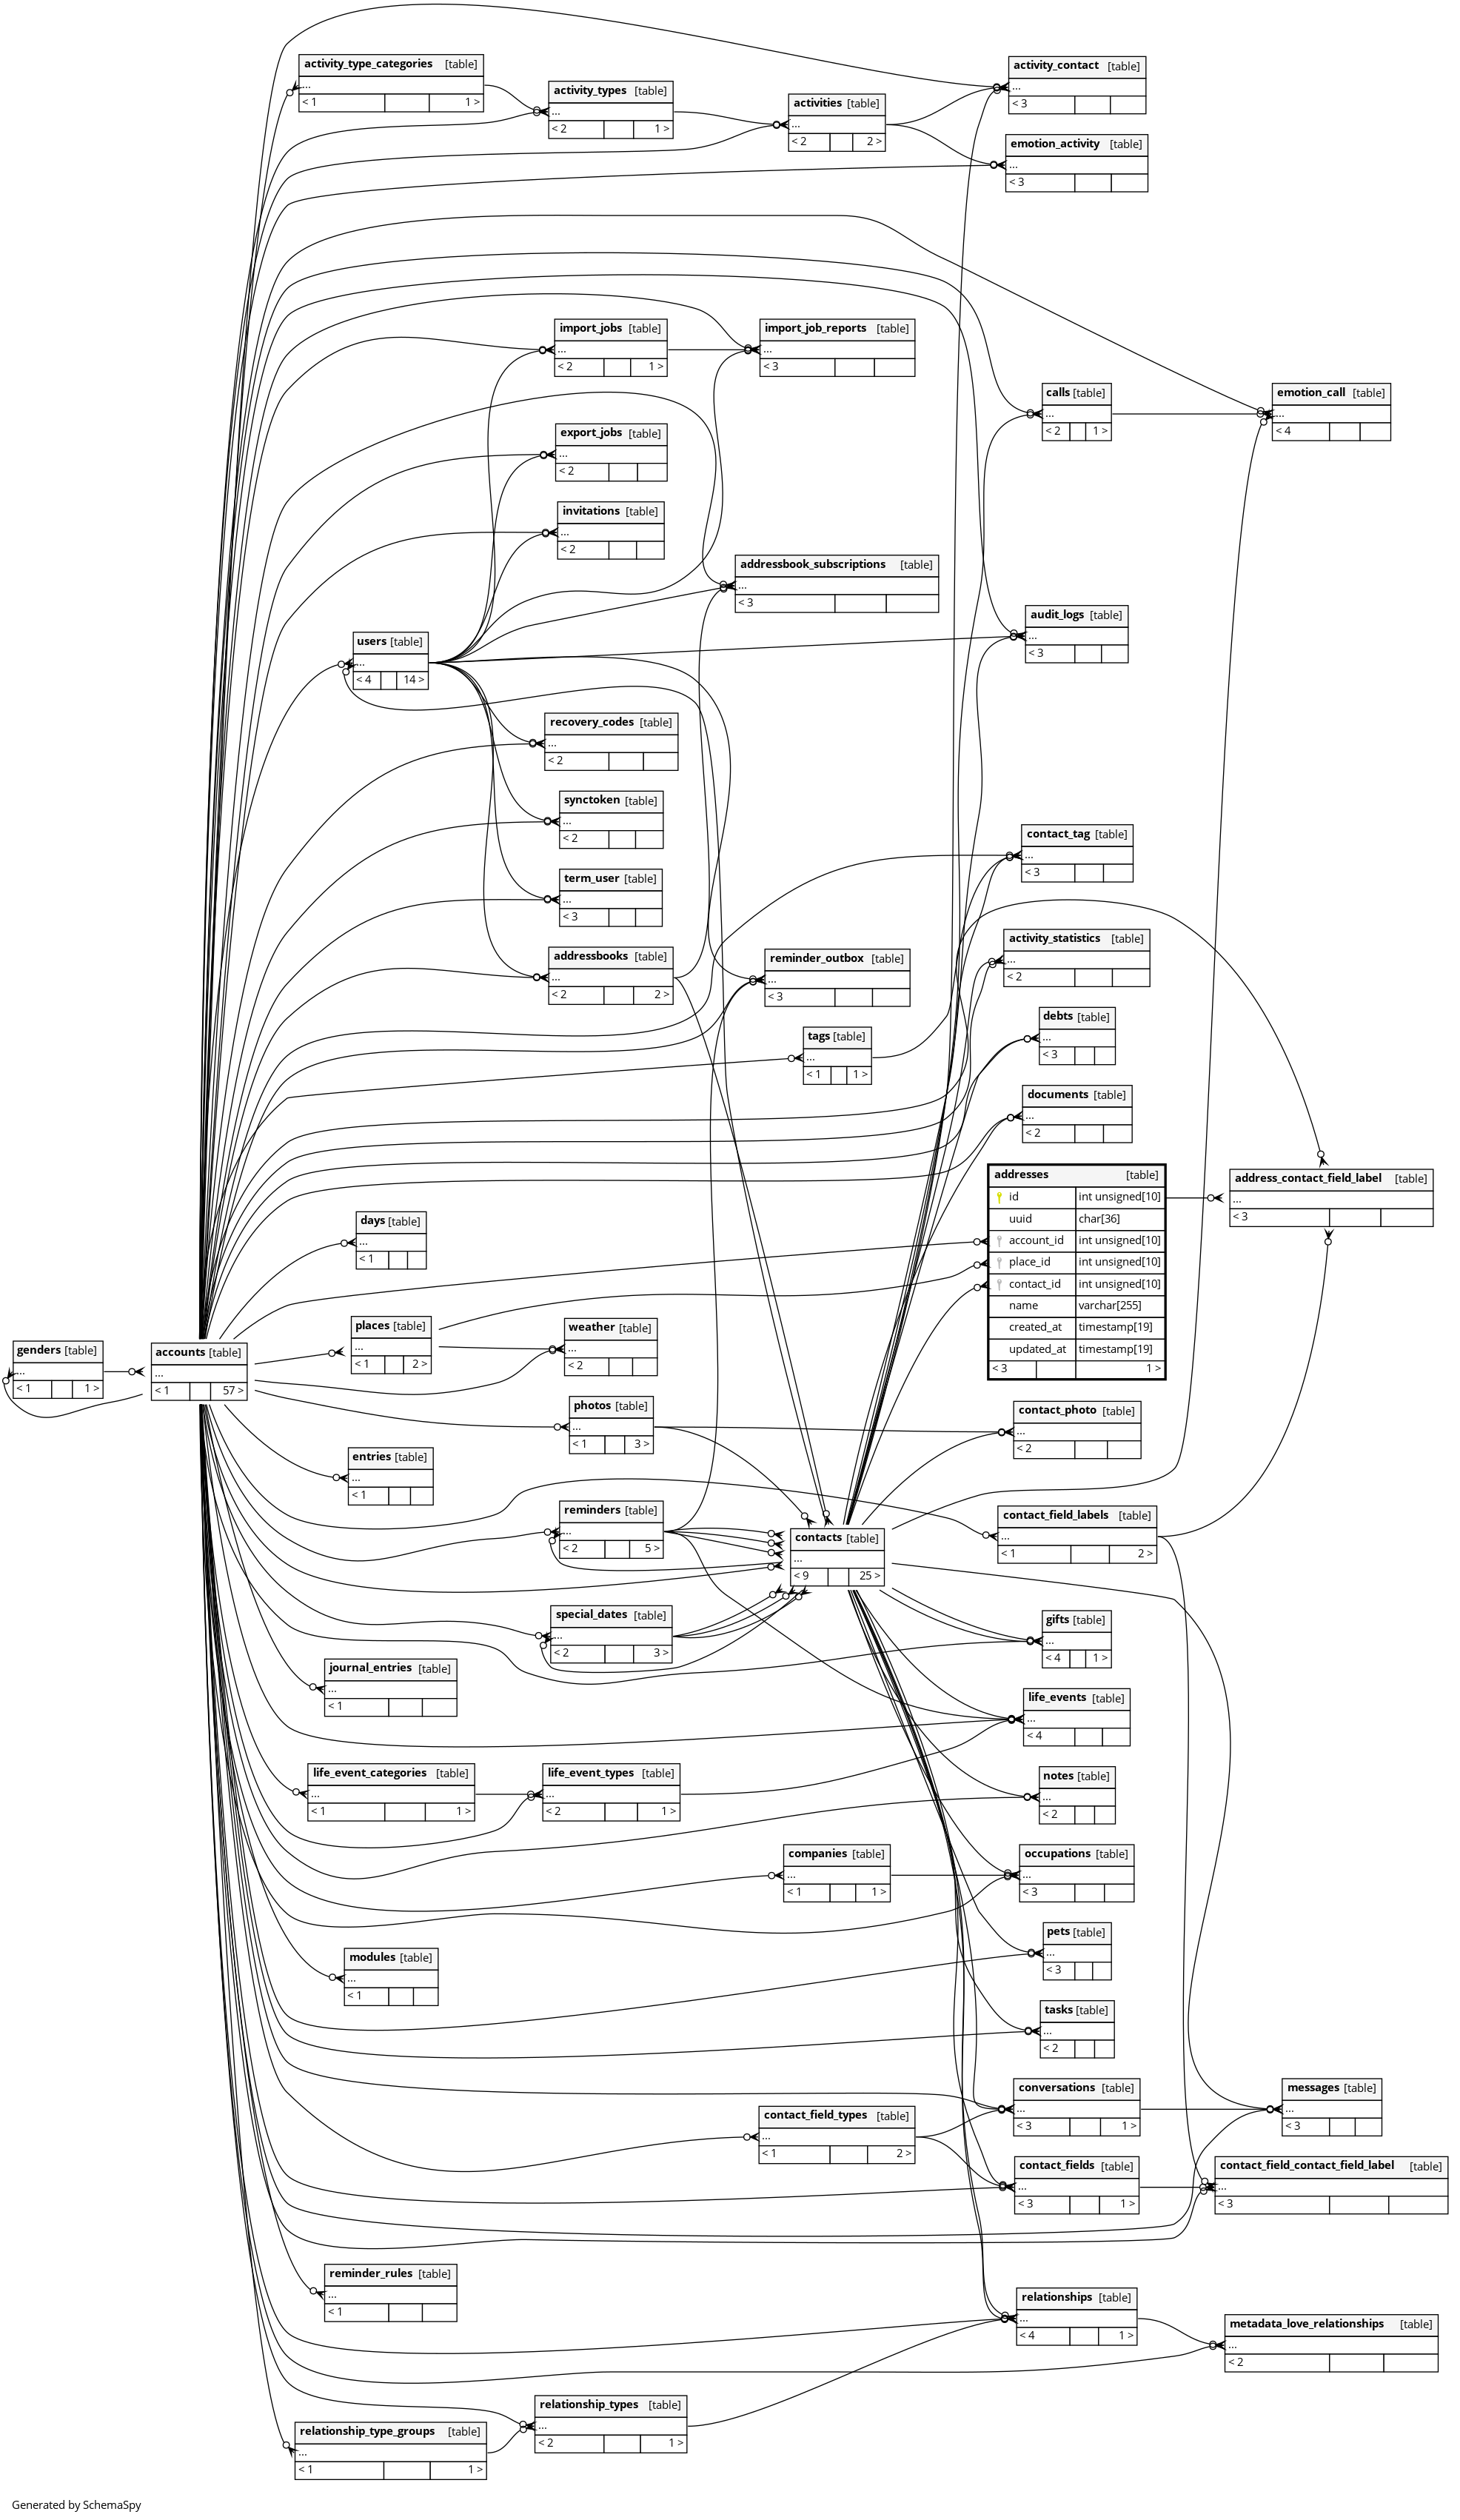 activity_type_categories [table]
...
< 1 1 >
activity_types [table]
...
< 2 1 >
activities [table]
...
< 2 2 >
activity_contact [table]
...
< 3
emotion_activity [table]
...
< 3
import_jobs [table]
...
< 2 1 >
import_job_reports [table]
...
< 3
calls [table]
...
< 2 1 >
emotion_call [table]
...
< 4
export_jobs [table]
...
< 2
invitations [table]
...
< 2
addressbook_subscriptions [table]
...
< 3
audit_logs [table]
...
< 3
users [table]
...
< 4 14 >
recovery_codes [table]
...
< 2
synctoken [table]
...
< 2
contact_tag [table]
...
< 3
term_user [table]
...
< 3
addressbooks [table]
...
< 2 2 >
reminder_outbox [table]
...
< 3
activity_statistics [table]
...
< 2
tags [table]
...
< 1 1 >
debts [table]
...
< 3
documents [table]
...
< 2
addresses [table]
id int unsigned[10]
uuid char[36]
account_id int unsigned[10]
place_id int unsigned[10]
contact_id int unsigned[10]
name varchar[255]
created_at timestamp[19]
updated_at timestamp[19]
< 3 1 >
address_contact_field_label [table]
...
< 3
days [table]
...
< 1
genders [table]
...
< 1 1 >
accounts [table]
...
< 1 57 >
places [table]
...
< 1 2 >
weather [table]
...
< 2
photos [table]
...
< 1 3 >
contact_photo [table]
...
< 2
entries [table]
...
< 1
reminders [table]
...
< 2 5 >
contacts [table]
...
< 9 25 >
contact_field_labels [table]
...
< 1 2 >
special_dates [table]
...
< 2 3 >
gifts [table]
...
< 4 1 >
journal_entries [table]
...
< 1
life_events [table]
...
< 4
life_event_categories [table]
...
< 1 1 >
life_event_types [table]
...
< 2 1 >
notes [table]
...
< 2
companies [table]
...
< 1 1 >
occupations [table]
...
< 3
modules [table]
...
< 1
pets [table]
...
< 3
tasks [table]
...
< 2
contact_field_types [table]
...
< 1 2 >
conversations [table]
...
< 3 1 >
messages [table]
...
< 3
contact_fields [table]
...
< 3 1 >
contact_field_contact_field_label [table]
...
< 3
reminder_rules [table]
...
< 1
relationships [table]
...
< 4 1 >
metadata_love_relationships [table]
...
< 2
relationship_types [table]
...
< 2 1 >
relationship_type_groups [table]
...
< 1 1 >
Generated by SchemaSpy